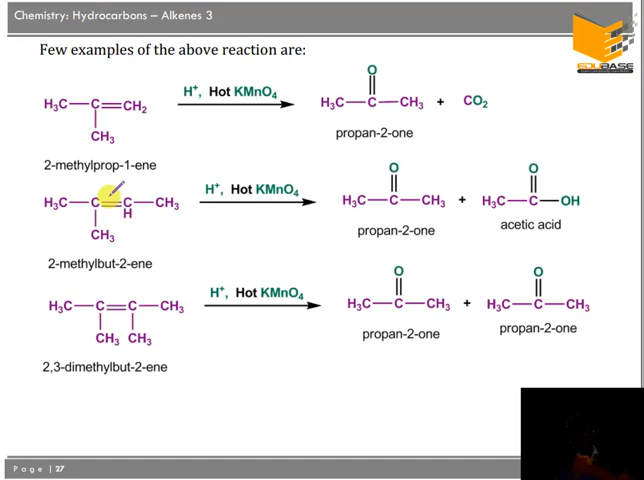 Chemistry: Hydrocarbons – Alkenes 3
EDUBASE
Few examples of the above reaction are:
H₃C—C=CH₂
CH₃
H⁺, Hot KMnO₄
O
H₃C—C—CH₃ + CO₂
2-methylprop-1-ene
propan-2-one
H₃C—C=C—CH₃
H
CH₃
H⁺, Hot KMnO₄
O
H₃C—C—CH₃ + H₃C—C—OH
O
2-methylbut-2-ene
propan-2-one
acetic acid
H₃C—C=C—CH₃
CH₃ CH₃
H⁺, Hot KMnO₄
O
H₃C—C—CH₃ + H₃C—C—CH₃
O
2,3-dimethylbut-2-ene
propan-2-one
propan-2-one
Page | 27